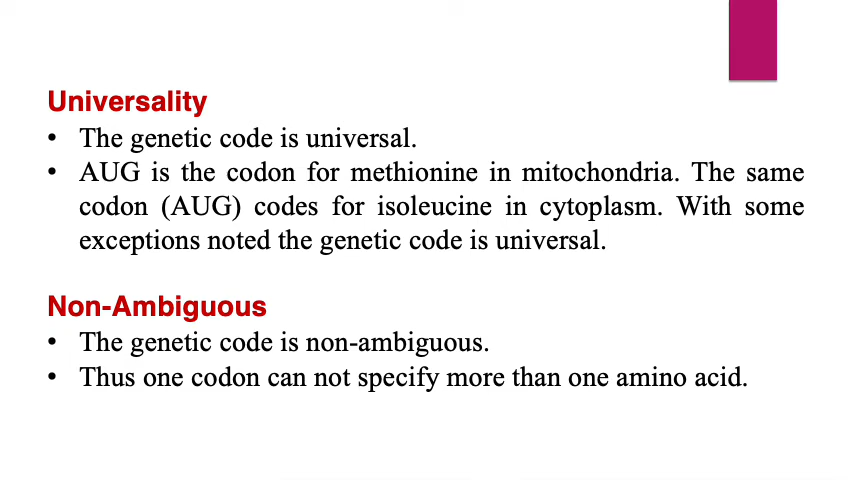 Universality
• The genetic code is universal.
• AUG is the codon for methionine in mitochondria. The same
codon (AUG) codes for isoleucine in cytoplasm. With some
exceptions noted the genetic code is universal.
Non-Ambiguous
• The genetic code is non-ambiguous.
• Thus one codon can not specify more than one amino acid.